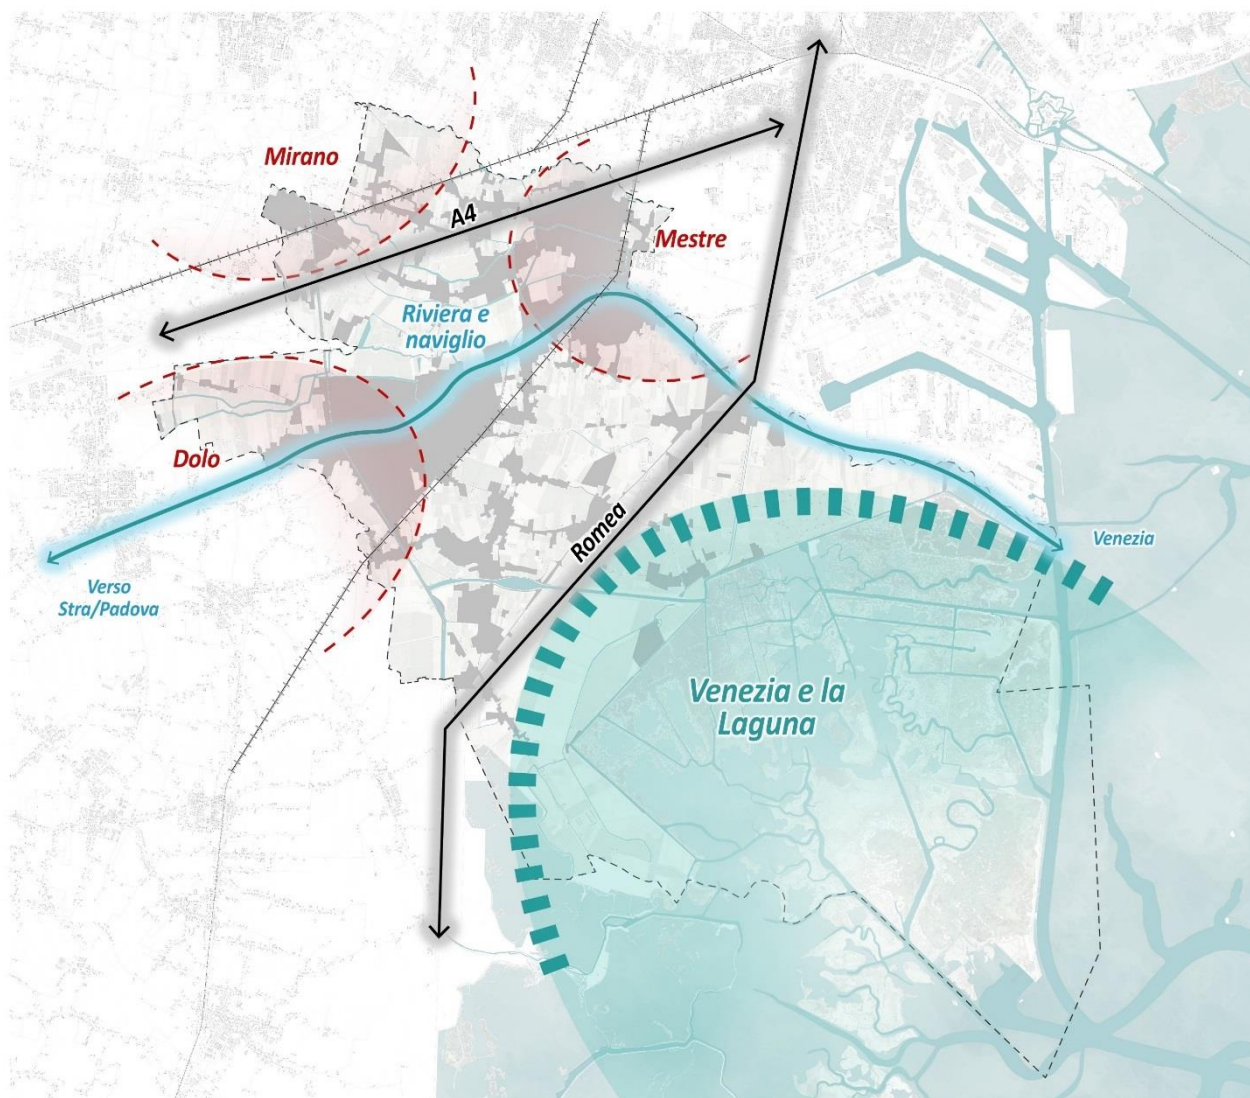 Mirano
A4
Mestre
Riviera e
naviglio
Dolo
Romea
Venezia
Verso
Stra/Padova
Venezia e la
Laguna